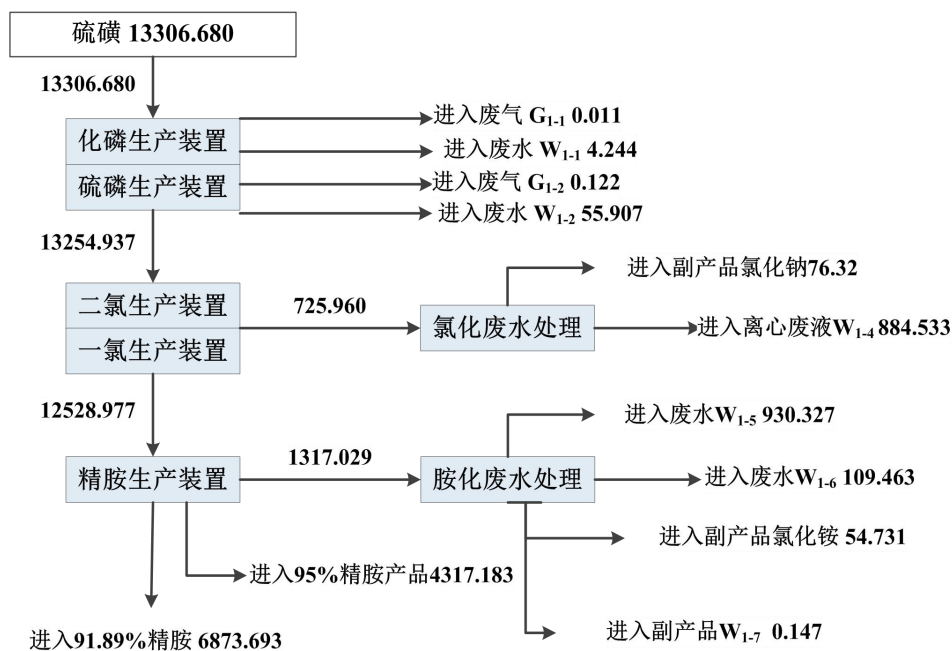 硫磺 13306.680
13306.680
化磷生产装置
硫磷生产装置
进入废气 G1-1 0.011
进入废水 W1-1 4.244
进入废气 G1-2 0.122
进入废水 W1-2 55.907
13254.937
二氯生产装置
一氯生产装置
725.960
氯化废水处理
进入副产品氯化钠76.32
进入离心废液W1-4 884.533
12528.977
精胺生产装置
1317.029
胺化废水处理
进入废水W1-5 930.327
进入废水W1-6 109.463
进入副产品氯化铵 54.731
进入95%精胺产品4317.183
进入副产品W1-7 0.147
进入91.89%精胺 6873.693